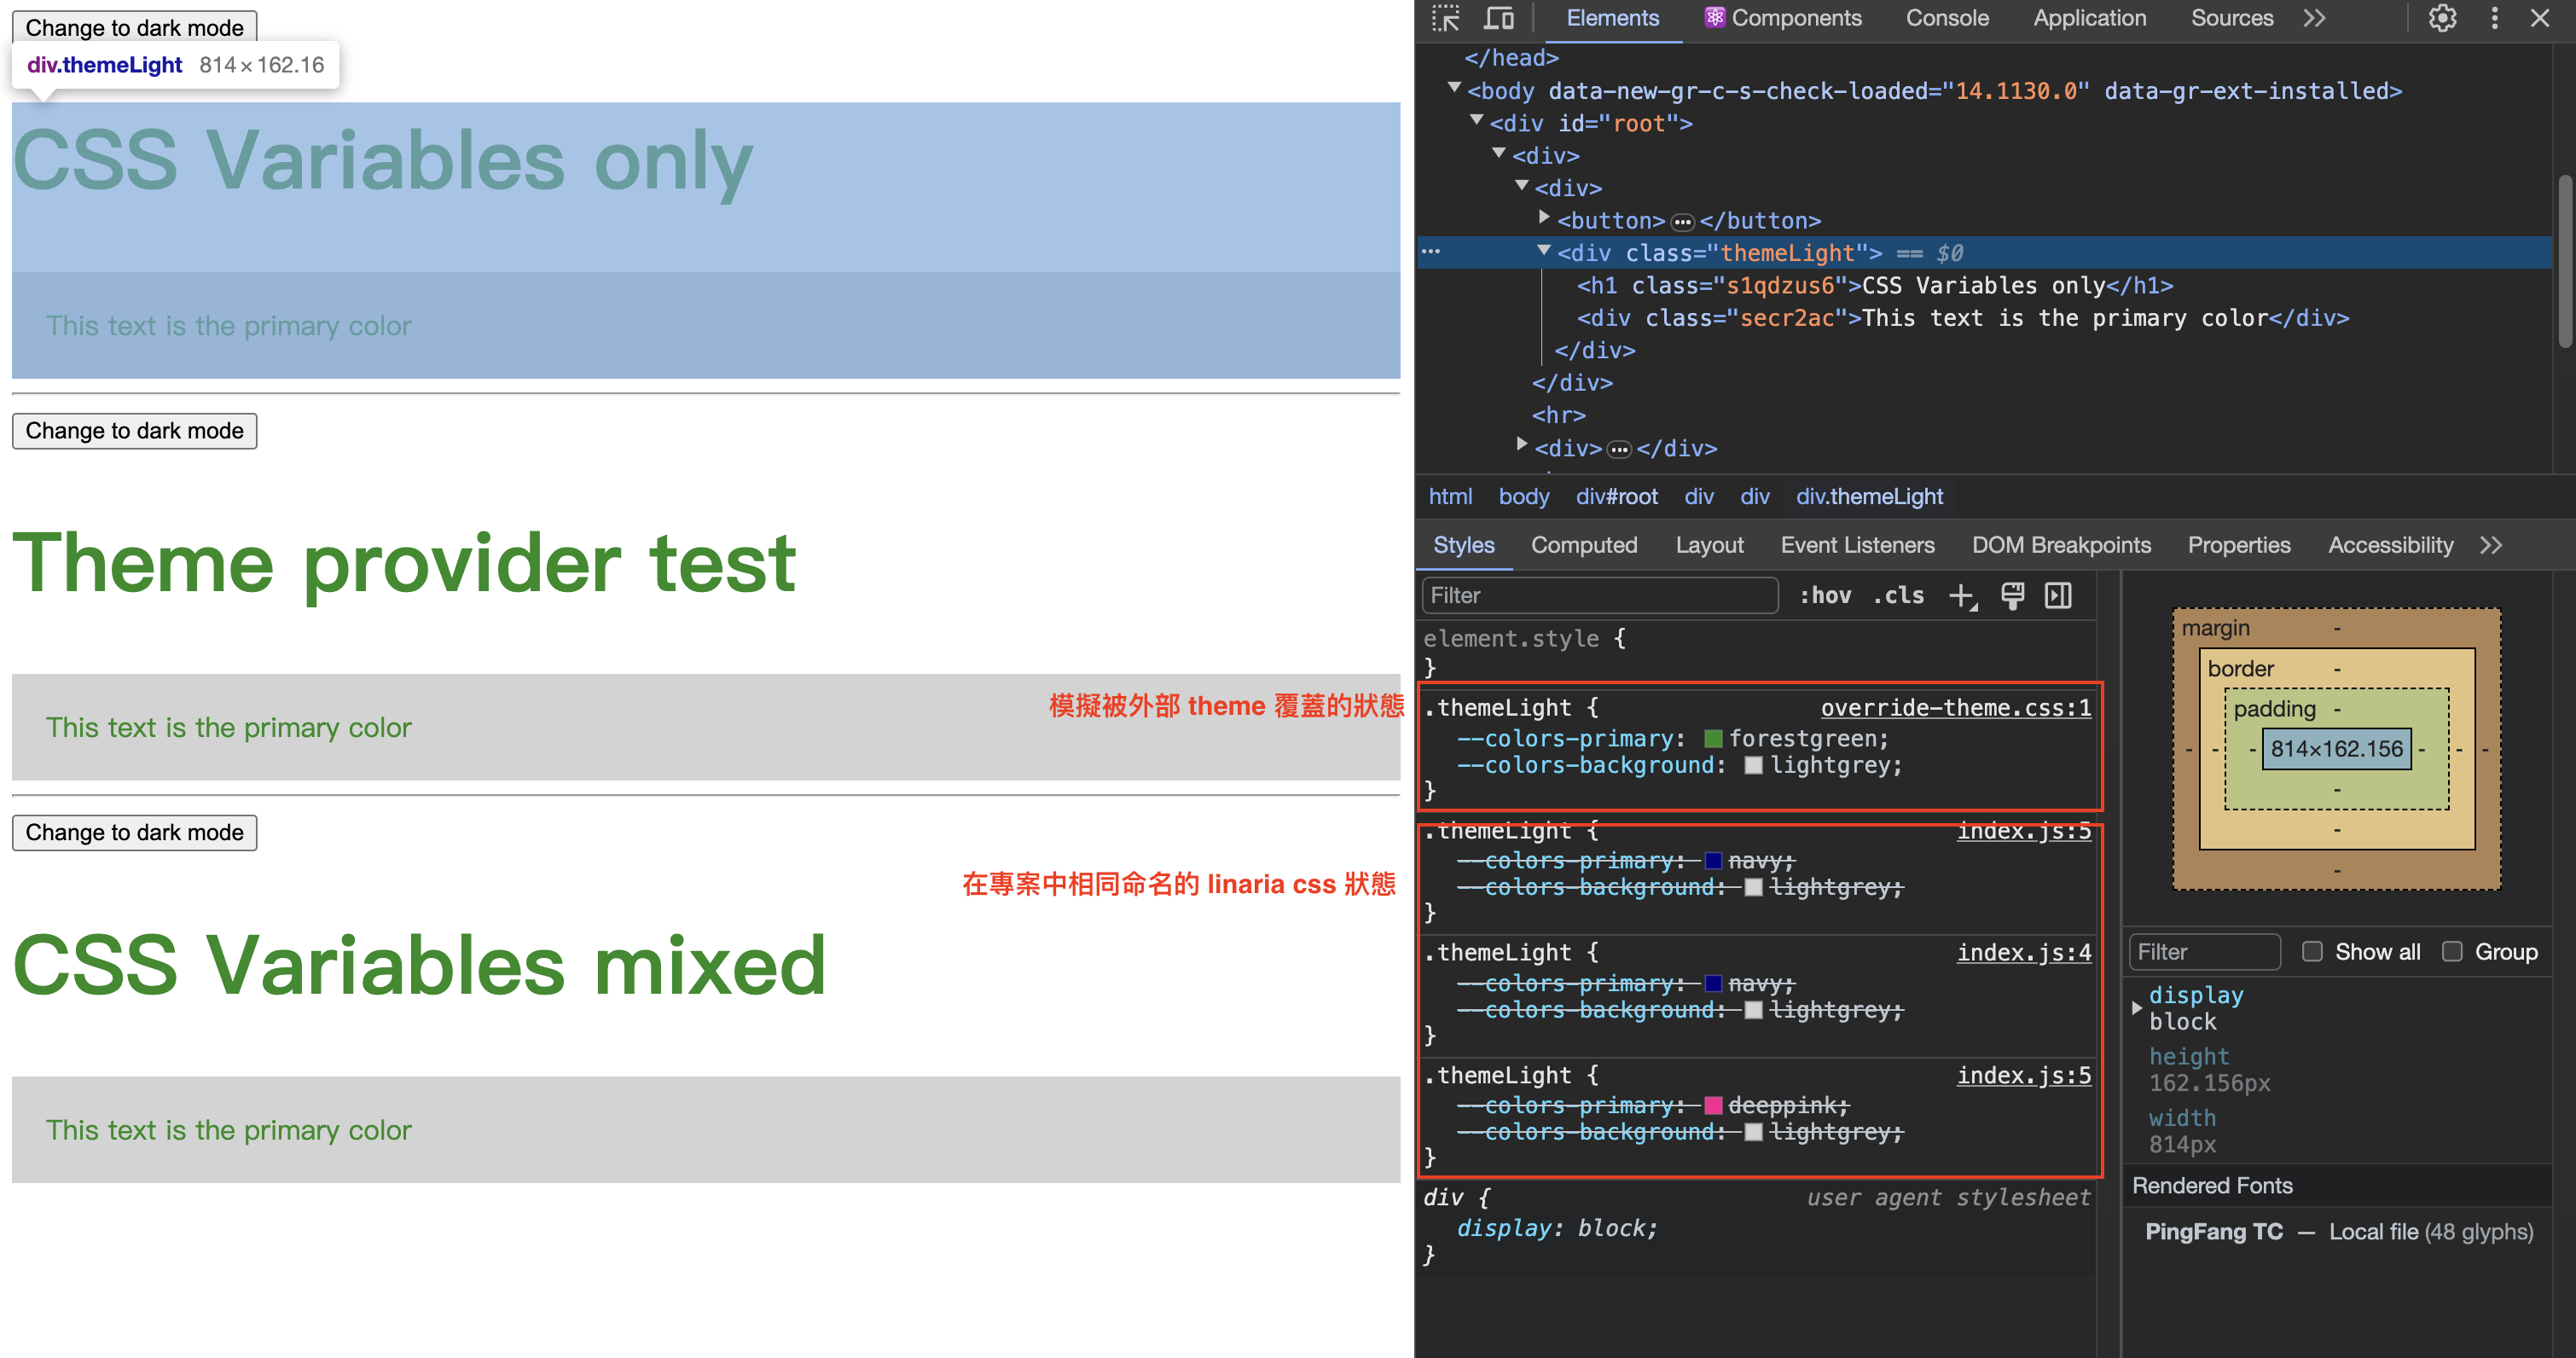 Change to dark mode
div.themeLight 814 × 162.16
CSS Variables only
This text is the primary color
Change to dark mode
Theme provider test
This text is the primary color
模擬被外部 theme 覆蓋的狀態
Change to dark mode
在專案中相同命名的 linaria css 狀態
CSS Variables mixed
This text is the primary color
Elements Components Console Application Sources
</head>
<body data-new-gr-c-s-check-loaded="14.1130.0" data-gr-ext-installed>
<div id="root">
<div>
<div>
<button>…</button>
… <div class="themeLight"> == $0
<h1 class="s1qdzus6">CSS Variables only</h1>
<div class="secr2ac">This text is the primary color</div>
</div>
</div>
<hr>
<div>…</div>
html body div#root div div div.themeLight
Styles Computed Layout Event Listeners DOM Breakpoints Properties Accessibility
Filter :hov .cls
element.style {
}
.themeLight { override-theme.css:1
--colors-primary: forestgreen;
--colors-background: lightgrey;
}
.themeLight { index.js:5
--colors-primary: navy;
--colors-background: lightgrey;
}
.themeLight { index.js:4
--colors-primary: navy;
--colors-background: lightgrey;
}
.themeLight { index.js:5
--colors-primary: deeppink;
--colors-background: lightgrey;
}
div { user agent stylesheet
display: block;
}
margin -
border -
padding -
- - - 814×162.156 - - -
-
-
-
Filter Show all Group
display
block
height
162.156px
width
814px
Rendered Fonts
PingFang TC — Local file (48 glyphs)